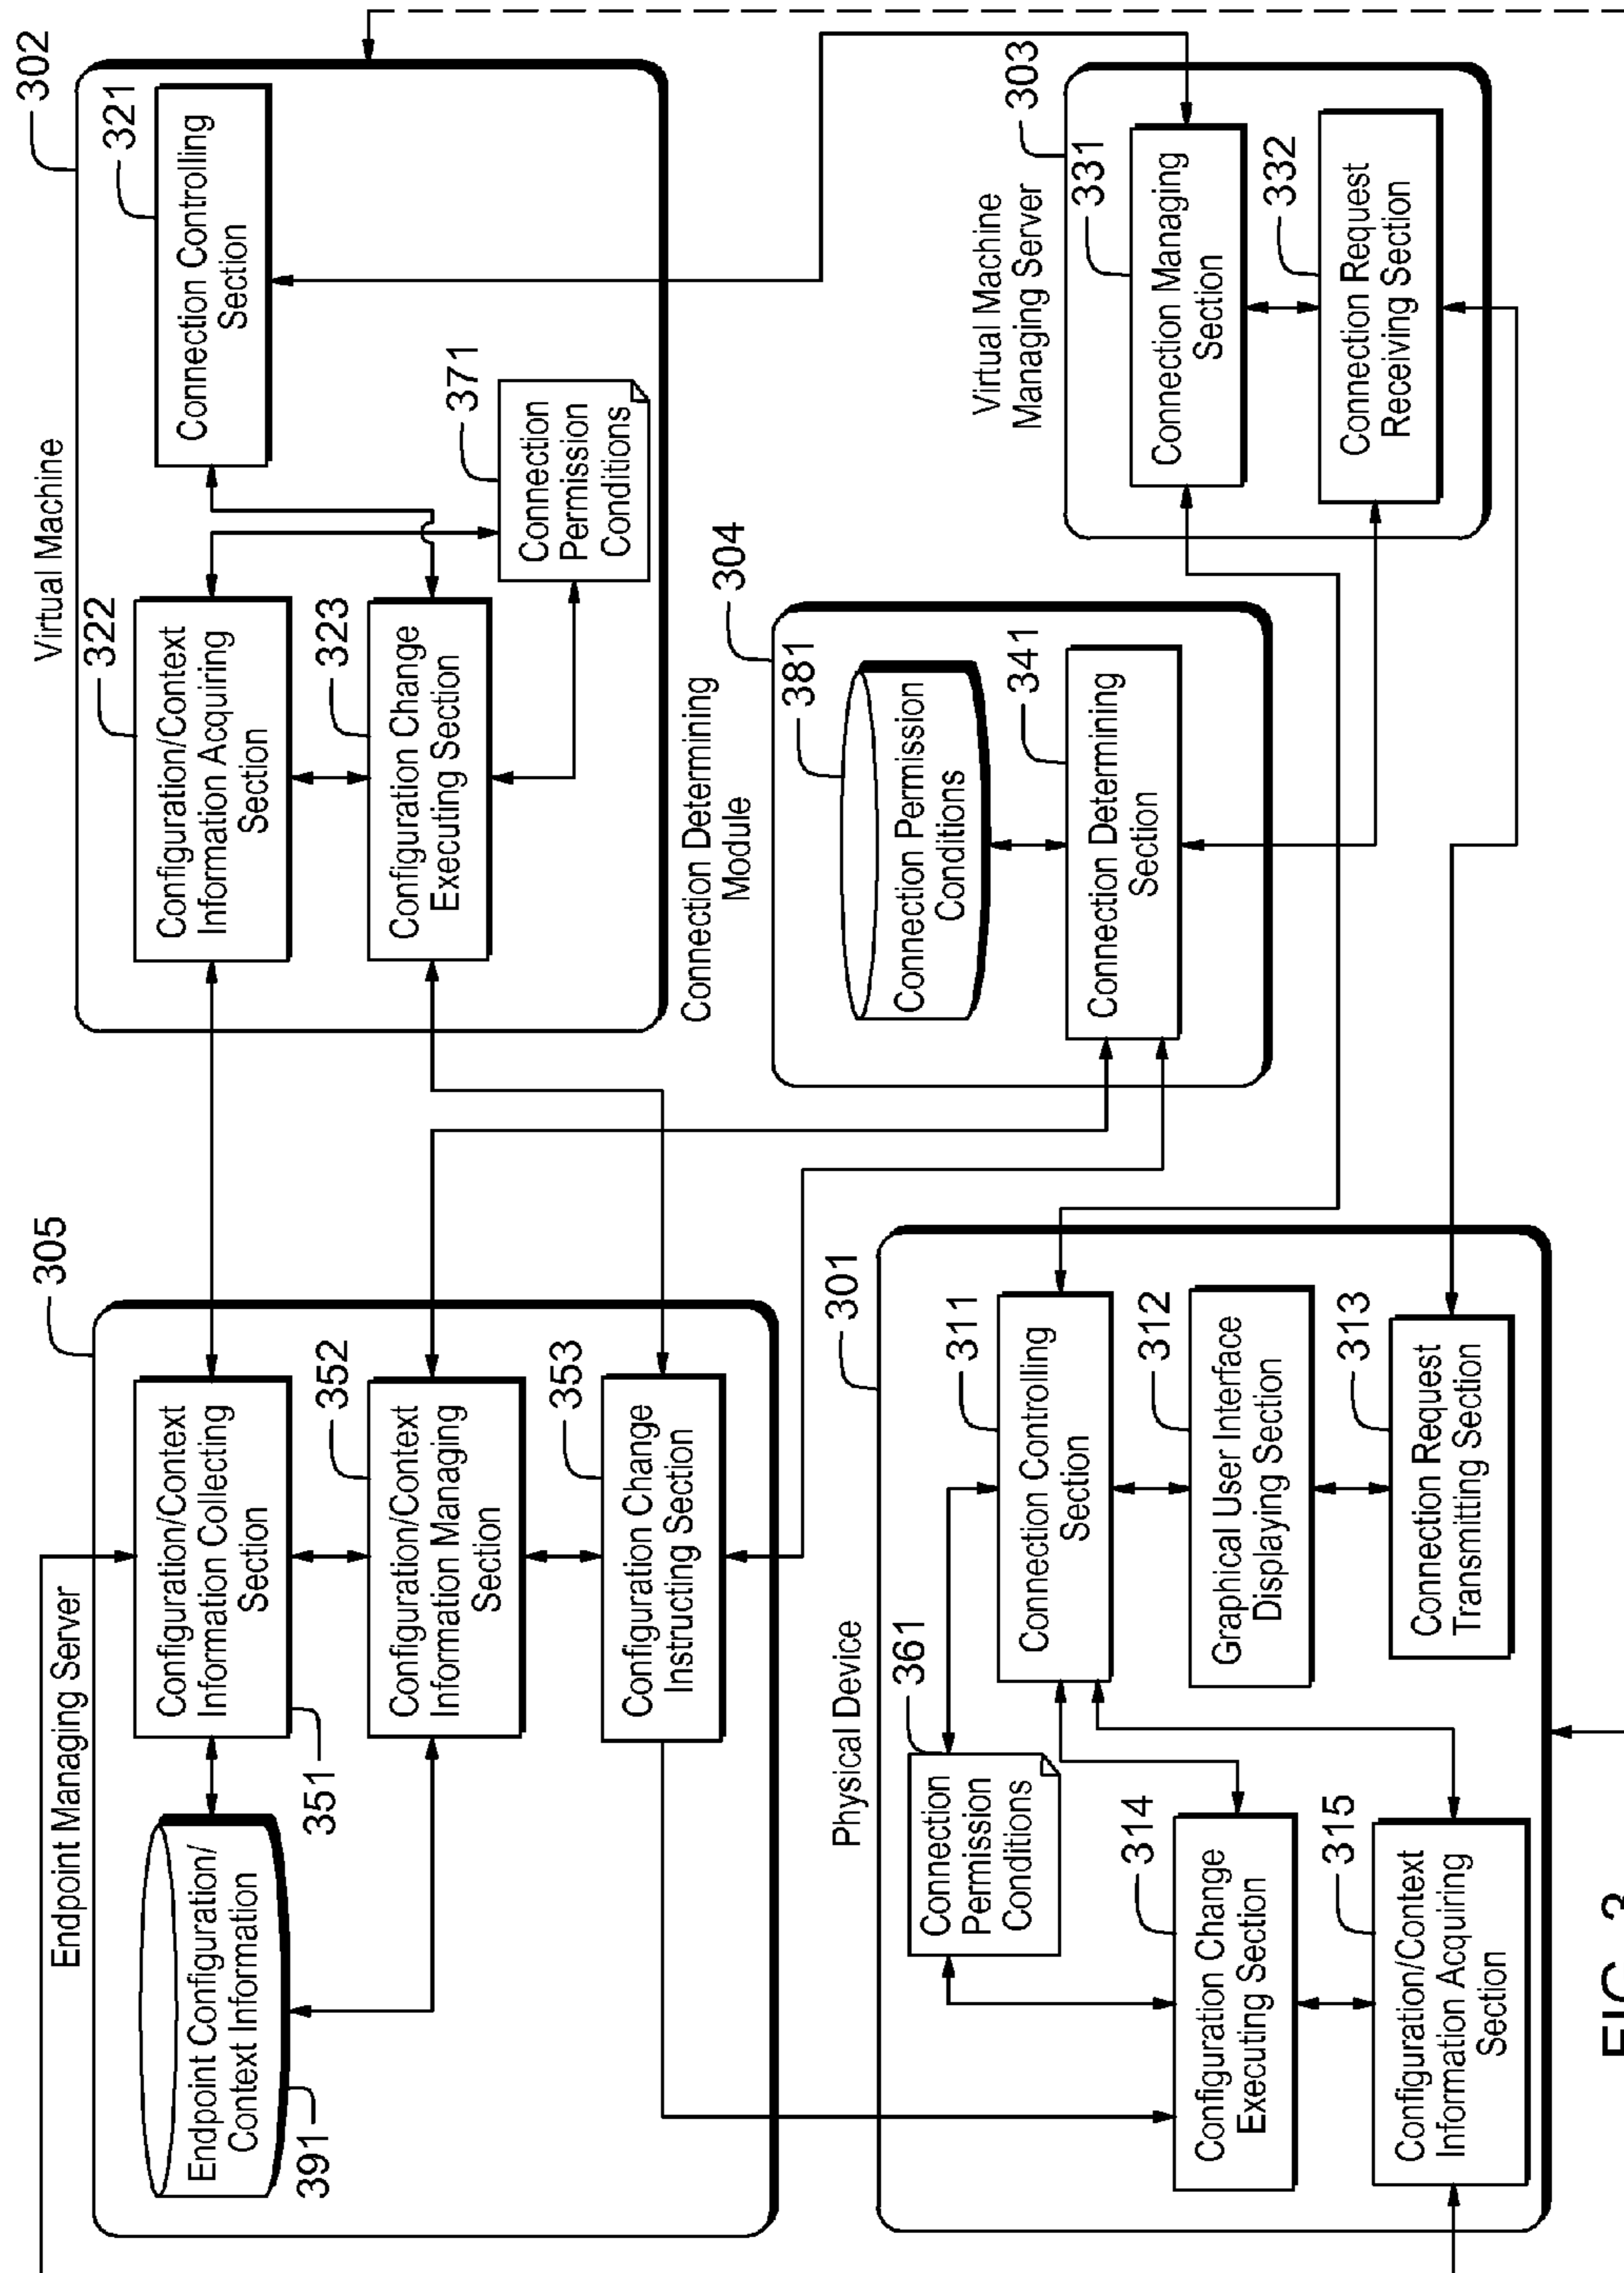 Endpoint Managing Server
305
Endpoint Configuration/
Context Information
391
Configuration/Context
Information Collecting
Section
351
Configuration/Context
Information Managing
Section
352
Configuration Change
Instructing Section
353
Virtual Machine
302
Configuration/Context
Information Acquiring
Section
322
Connection Controlling
Section
321
Configuration Change
Executing Section
323
Connection
Permission
Conditions
371
Physical Device
301
Connection
Permission
Conditions
361
Connection Controlling
Section
311
Graphical User Interface
Displaying Section
312
Connection Request
Transmitting Section
313
Configuration Change
Executing Section
314
Configuration/Context
Information Acquiring
Section
315
Connection Determining
Module
304
Connection Permission
Conditions
381
Connection Determining
Section
341
Virtual Machine
Managing Server
303
Connection Managing
Section
331
Connection Request
Receiving Section
332
FIG. 3